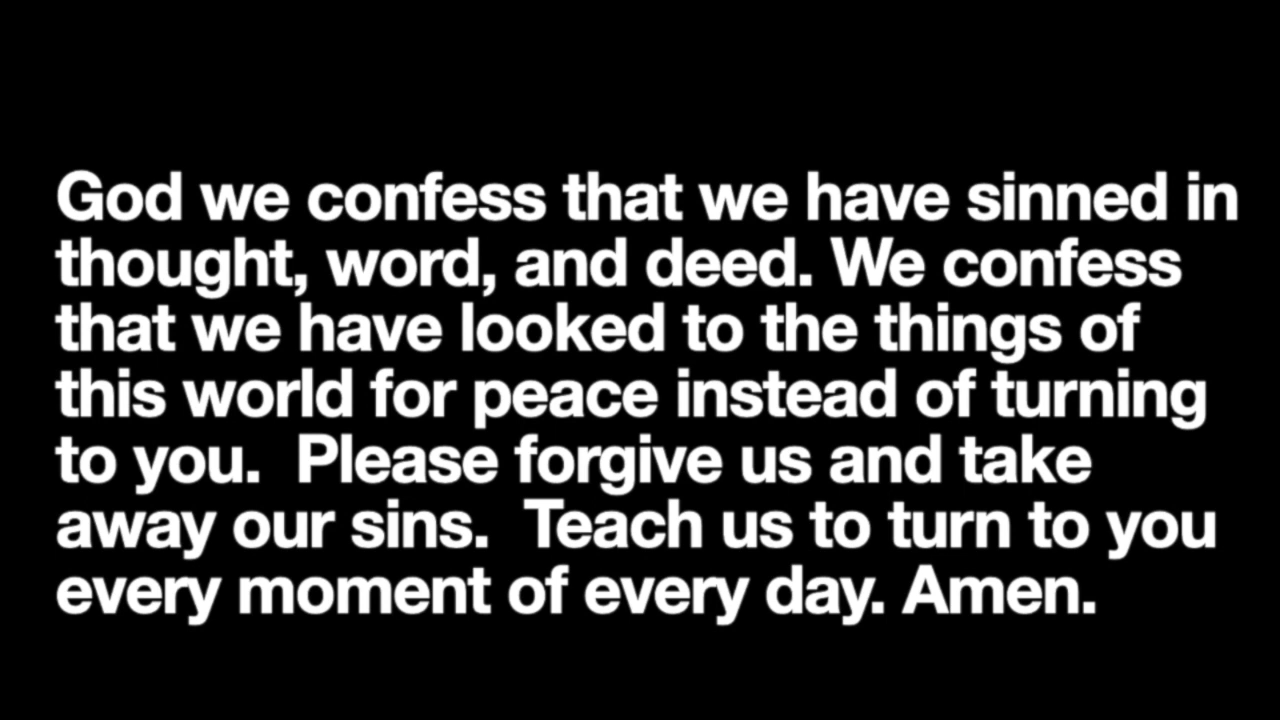 God we confess that we have sinned in
thought, word, and deed. We confess
that we have looked to the things of
this world for peace instead of turning
to you.  Please forgive us and take
away our sins.  Teach us to turn to you
every moment of every day. Amen.